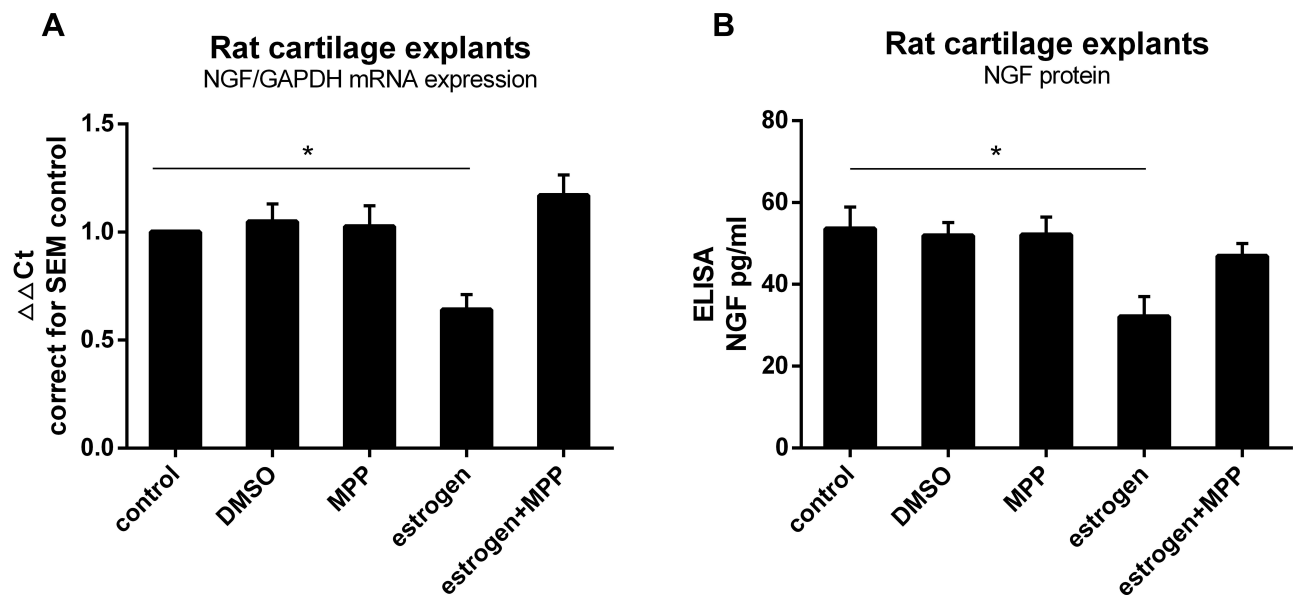 A
Rat cartilage explants
NGF/GAPDH mRNA expression
△△Ct
correct for SEM control
1.5
1.0
0.5
0.0
*
control
DMSO
MPP
estrogen
estrogen+MPP
B
Rat cartilage explants
NGF protein
ELISA
NGF pg/ml
80
60
40
20
0
*
control
DMSO
MPP
estrogen
estrogen+MPP